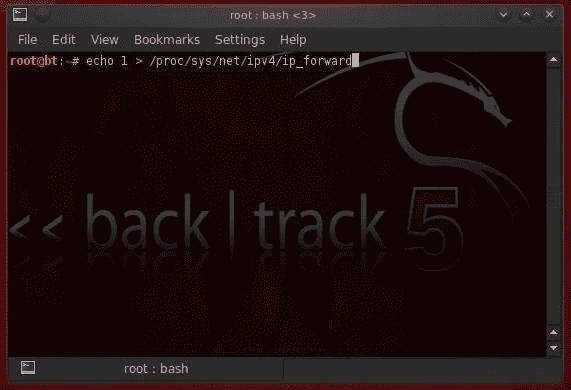 root : bash <3>
File Edit View Bookmarks Settings Help
root@bt:~# echo 1 > /proc/sys/net/ipv4/ip_forward
<< back | track 5
root : bash